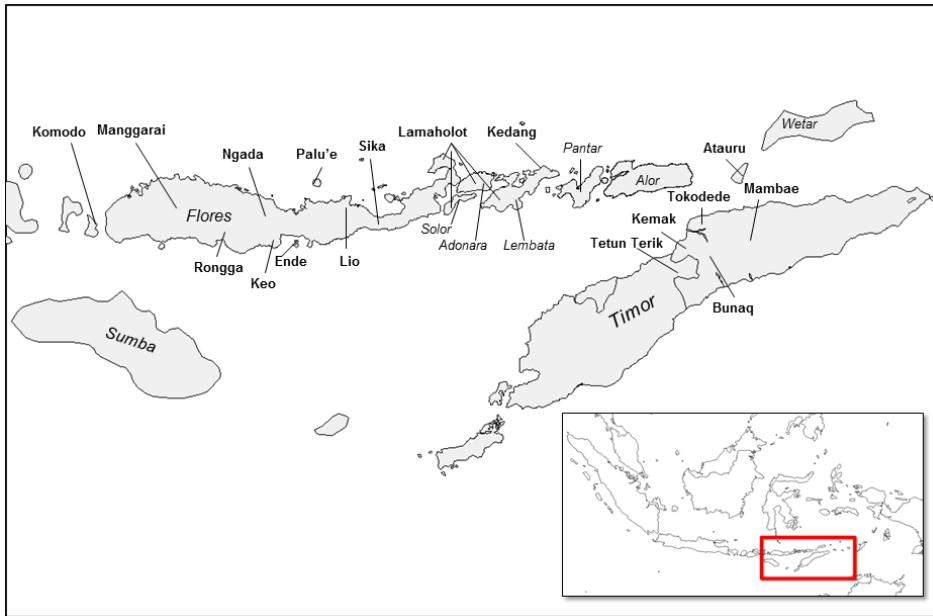 Wetar
Lamaholot
Kedang
Komodo
Manggarai
Sika
Pantar
Atauru
Ngada
Palu'e
Alor
Mambae
Tokodede
Flores
Kemak
Solor
Adonara
Lembata
Tetun Terik
Rongga
Ende
Lio
Keo
Bunaq
Timor
Sumba